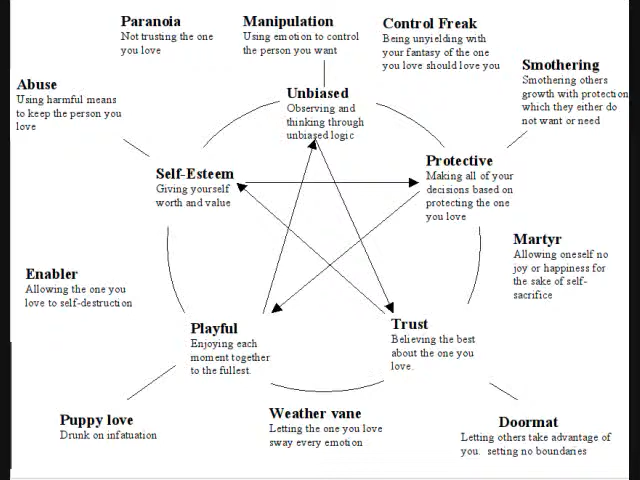 Paranoia
Not trusting the one
you love
Manipulation
Using emotion to control
the person you want
Control Freak
Being unyielding with
your fantasy of the one
you love should love you
Smothering
Smothering others
growth with protection
which they either do
not want or need
Abuse
Using harmful means
to keep the person you
love
Unbiased
Observing and
thinking through
unbiased logic
Self-Esteem
Giving yourself
worth and value
Protective
Making all of your
decisions based on
protecting the one
you love
Martyr
Allowing oneself no
joy or happiness for
the sake of self-
sacrifice
Enabler
Allowing the one you
love to self-destruction
Playful
Enjoying each
moment together
to the fullest.
Trust
Believing the best
about the one you
love.
Puppy love
Drunk on infatuation
Weather vane
Letting the one you love
sway every emotion
Doormat
Letting others take advantage of
you. setting no boundaries